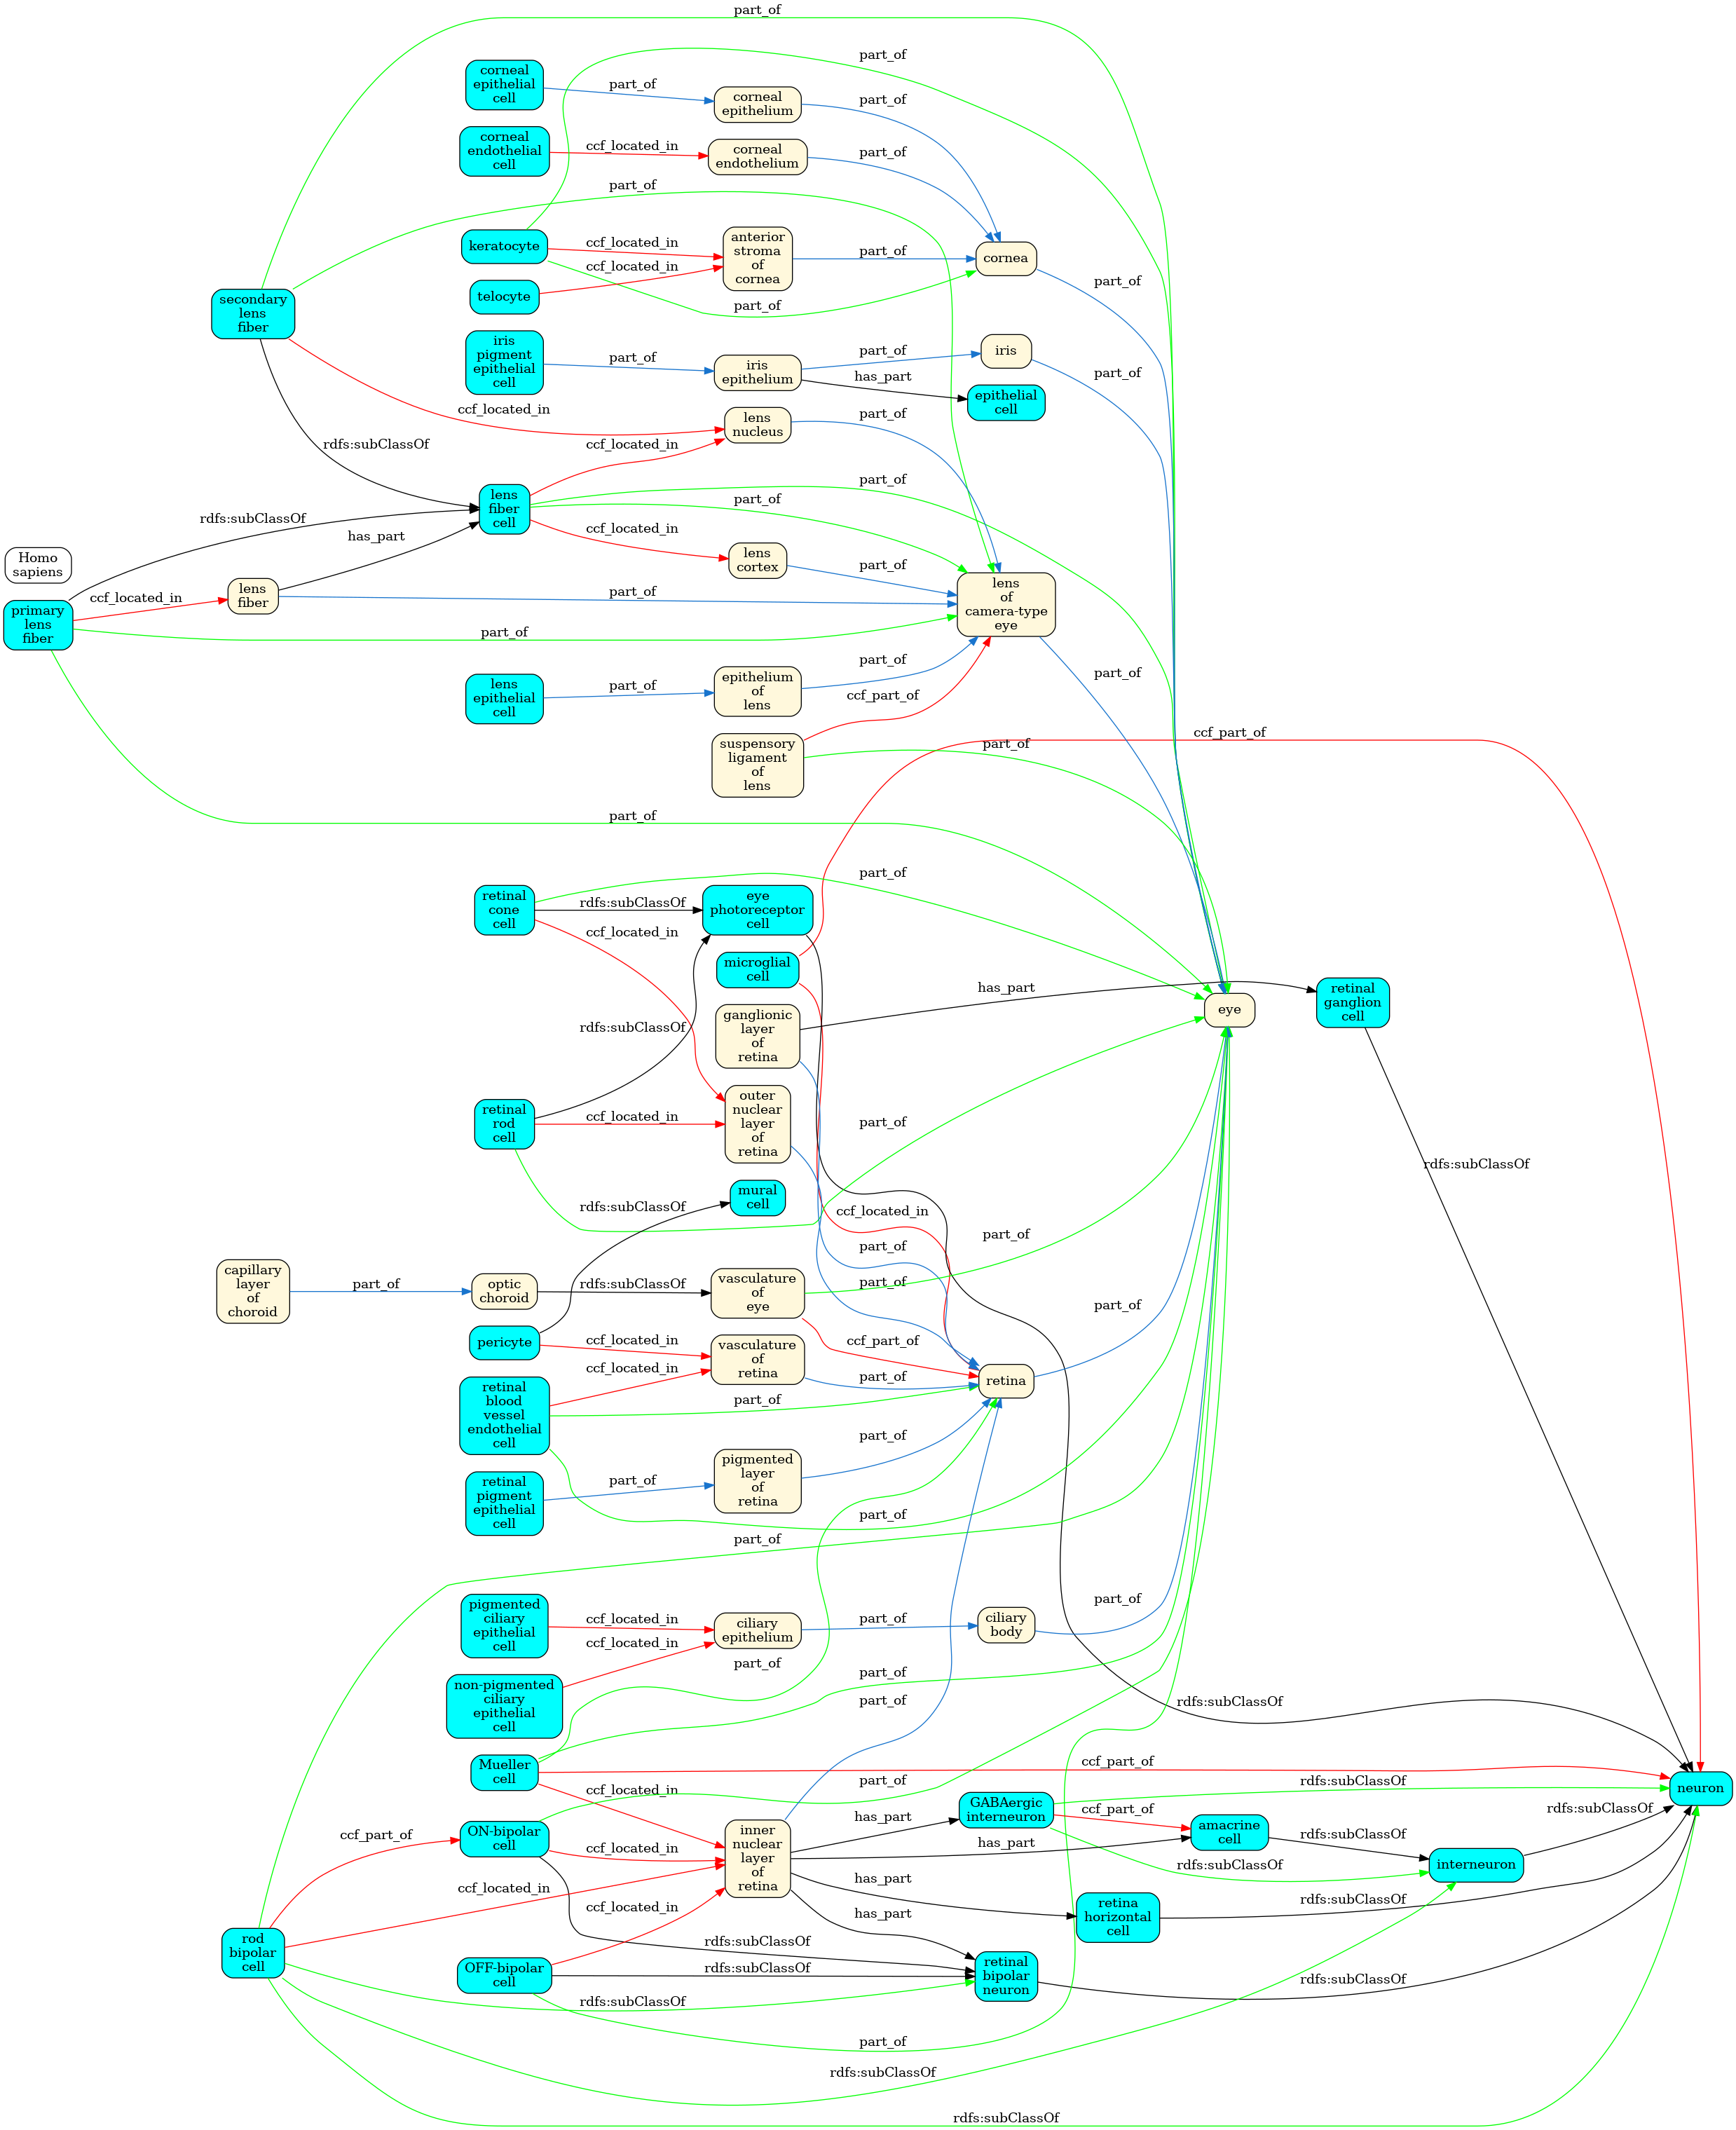 part_of
part_of
corneal
epithelial
cell
part_of
corneal
epithelium
part_of
corneal
endothelial
cell
ccf_located_in
corneal
endothelium
part_of
part_of
keratocyte
ccf_located_in
ccf_located_in
anterior
stroma
of
cornea
part_of
cornea
part_of
telocyte
part_of
secondary
lens
fiber
iris
pigment
epithelial
cell
part_of
iris
epithelium
part_of
has_part
iris
part_of
epithelial
cell
ccf_located_in
lens
nucleus
part_of
rdfs:subClassOf
ccf_located_in
part_of
part_of
lens
fiber
cell
rdfs:subClassOf
has_part
ccf_located_in
lens
cortex
part_of
Homo
sapiens
primary
lens
fiber
ccf_located_in
lens
fiber
part_of
part_of
lens
of
camera-type
eye
part_of
lens
epithelial
cell
part_of
epithelium
of
lens
part_of
ccf_part_of
suspensory
ligament
of
lens
part_of
ccf_part_of
part_of
retinal
cone
cell
part_of
rdfs:subClassOf
ccf_located_in
eye
photoreceptor
cell
microglial
cell
ganglionic
layer
of
retina
has_part
retinal
ganglion
cell
eye
rdfs:subClassOf
retinal
rod
cell
ccf_located_in
outer
nuclear
layer
of
retina
part_of
rdfs:subClassOf
rdfs:subClassOf
mural
cell
ccf_located_in
part_of
part_of
part_of
capillary
layer
of
choroid
part_of
optic
choroid
rdfs:subClassOf
vasculature
of
eye
part_of
ccf_part_of
pericyte
ccf_located_in
ccf_located_in
vasculature
of
retina
part_of
retina
retinal
blood
vessel
endothelial
cell
part_of
part_of
retinal
pigment
epithelial
cell
part_of
pigmented
layer
of
retina
part_of
part_of
pigmented
ciliary
epithelial
cell
ccf_located_in
ccf_located_in
ciliary
epithelium
part_of
ciliary
body
part_of
non-pigmented
ciliary
epithelial
cell
part_of
part_of
part_of
rdfs:subClassOf
Mueller
cell
ccf_part_of
ccf_located_in
part_of
rdfs:subClassOf
neuron
ccf_part_of
ON-bipolar
cell
ccf_located_in
inner
nuclear
layer
of
retina
has_part
has_part
GABAergic
interneuron
ccf_part_of
amacrine
cell
rdfs:subClassOf
rdfs:subClassOf
interneuron
rdfs:subClassOf
ccf_located_in
has_part
retina
horizontal
cell
rdfs:subClassOf
ccf_located_in
has_part
rod
bipolar
cell
rdfs:subClassOf
OFF-bipolar
cell
rdfs:subClassOf
rdfs:subClassOf
retinal
bipolar
neuron
rdfs:subClassOf
part_of
rdfs:subClassOf
rdfs:subClassOf